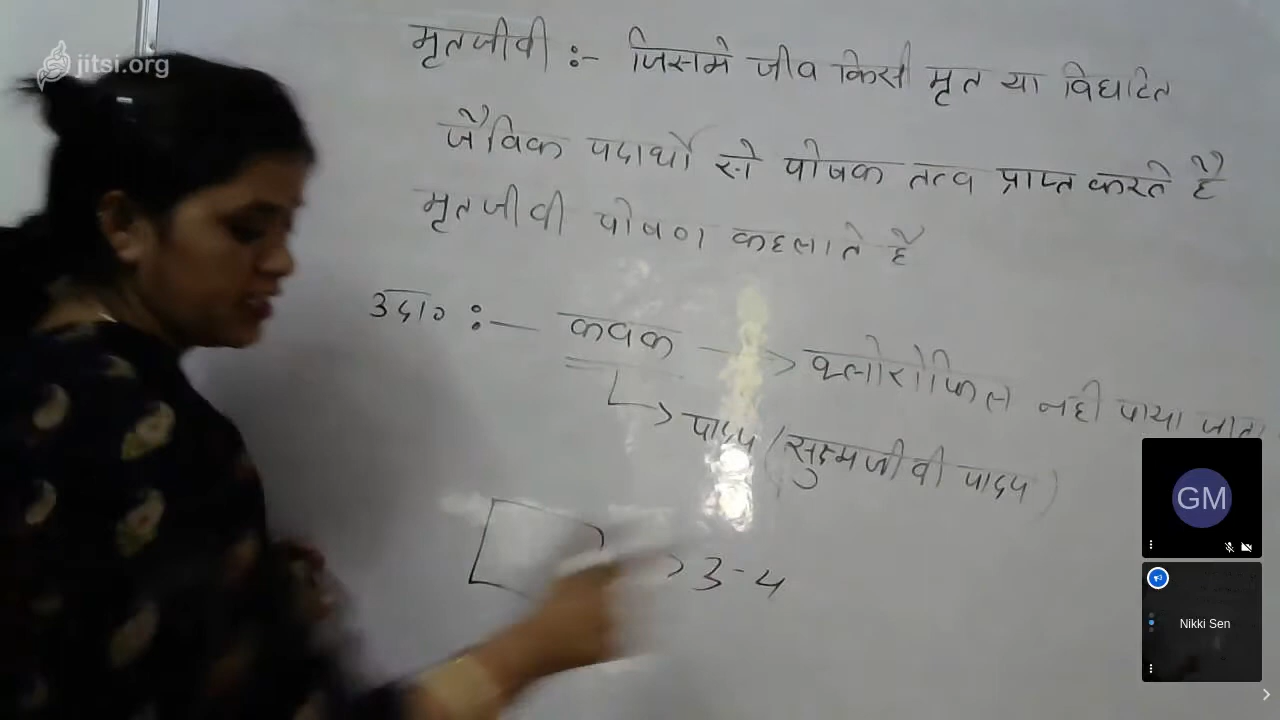 jitsi.org
मृतजीवी :- जिसमे जीव किसी मृत या विघटित
जैविक पदार्थों से पोषक तत्व प्राप्त करते है
मृतजीवी पोषण कहलाते है
उदा० :- कवक → क्लोरोफिल नही पाया जाता
↳ पादप (सुक्ष्मजीवी पादप)
→ 3-4
GM
Nikki Sen